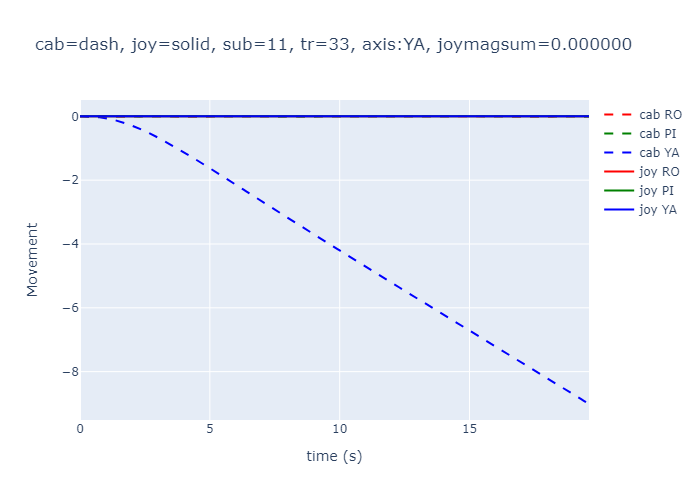 cab=dash, joy=solid, sub=11, tr=33, axis:YA, joymagsum=0.000000
Movement
0
−2
−4
−6
−8
0
5
10
15
time (s)
cab RO
cab PI
cab YA
joy RO
joy PI
joy YA